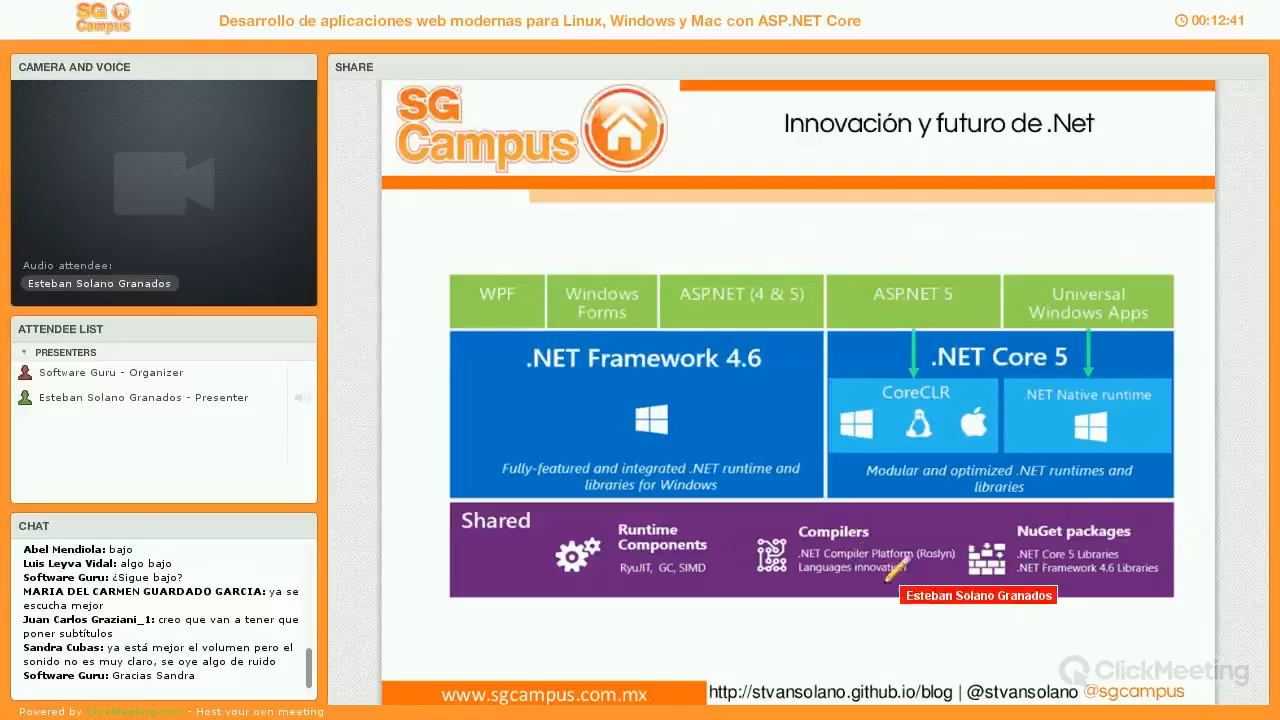 SG Campus
Desarrollo de aplicaciones web modernas para Linux, Windows y Mac con ASP.NET Core
00:12:41
CAMERA AND VOICE
Audio attendee:
Esteban Solano Granados
ATTENDEE LIST
PRESENTERS
Software Guru - Organizer
Esteban Solano Granados - Presenter
CHAT
Abel Mendiola: bajo
Luis Leyva Vidal: algo bajo
Software Guru: ¿Sigue bajo?
MARIA DEL CARMEN GUARDADO GARCIA: ya se
escucha mejor
Juan Carlos Graziani_1: creo que van a tener que
poner subtítulos
Sandra Cubas: ya está mejor el volumen pero el
sonido no es muy claro, se oye algo de ruido
Software Guru: Gracias Sandra
SHARE
SG
Campus
Innovación y futuro de .Net
WPF
Windows
Forms
ASP.NET (4 & 5)
ASP.NET 5
Universal
Windows Apps
.NET Framework 4.6
Fully-featured and integrated .NET runtime and
libraries for Windows
.NET Core 5
CoreCLR
.NET Native runtime
Modular and optimized .NET runtimes and
libraries
Shared
Runtime
Components
RyuJIT, GC, SIMD
Compilers
.NET Compiler Platform (Roslyn)
Languages innovation
NuGet packages
.NET Core 5 Libraries
.NET Framework 4.6 Libraries
Esteban Solano Granados
ClickMeeting
www.sgcampus.com.mx
http://stvansolano.github.io/blog | @stvansolano @sgcampus
Powered by ClickMeeting.com - Host your own meeting